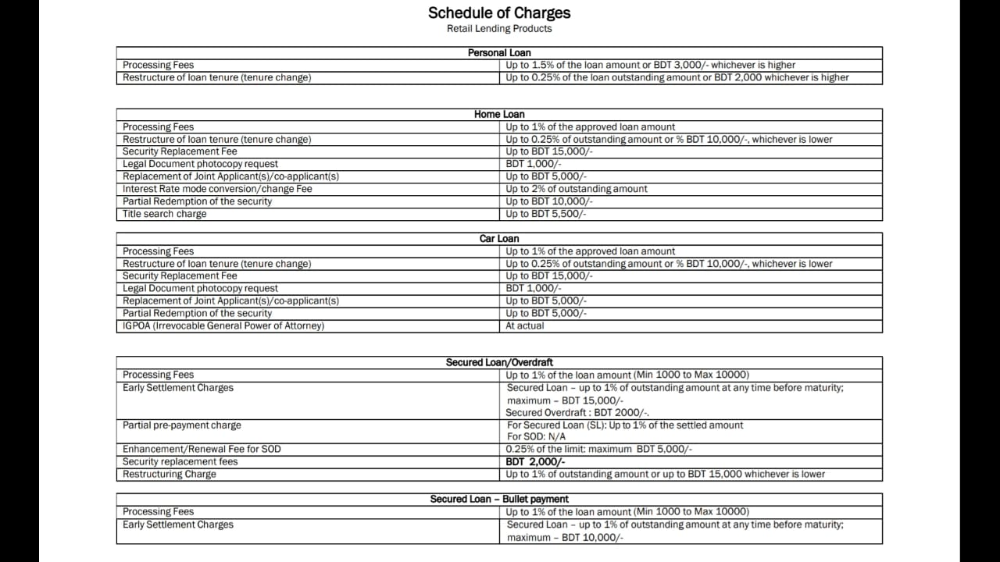 Schedule of Charges
Retail Lending Products
Personal Loan
Processing Fees Up to 1.5% of the loan amount or BDT 3,000/- whichever is higher
Restructure of loan tenure (tenure change) Up to 0.25% of the loan outstanding amount or BDT 2,000 whichever is higher
Home Loan
Processing Fees Up to 1% of the approved loan amount
Restructure of loan tenure (tenure change) Up to 0.25% of outstanding amount or % BDT 10,000/-, whichever is lower
Security Replacement Fee Up to BDT 15,000/-
Legal Document photocopy request BDT 1,000/-
Replacement of Joint Applicant(s)/co-applicant(s) Up to BDT 5,000/-
Interest Rate mode conversion/change Fee Up to 2% of outstanding amount
Partial Redemption of the security Up to BDT 10,000/-
Title search charge Up to BDT 5,500/-
Car Loan
Processing Fees Up to 1% of the approved loan amount
Restructure of loan tenure (tenure change) Up to 0.25% of outstanding amount or % BDT 10,000/-, whichever is lower
Security Replacement Fee Up to BDT 15,000/-
Legal Document photocopy request BDT 1,000/-
Replacement of Joint Applicant(s)/co-applicant(s) Up to BDT 5,000/-
Partial Redemption of the security Up to BDT 5,000/-
IGPOA (Irrevocable General Power of Attorney) At actual
Secured Loan/Overdraft
Processing Fees Up to 1% of the loan amount (Min 1000 to Max 10000)
Early Settlement Charges Secured Loan – up to 1% of outstanding amount at any time before maturity;
maximum – BDT 15,000/-
Secured Overdraft : BDT 2000/-.
Partial pre-payment charge For Secured Loan (SL): Up to 1% of the settled amount
For SOD: N/A
Enhancement/Renewal Fee for SOD 0.25% of the limit: maximum BDT 5,000/-
Security replacement fees BDT 2,000/-
Restructuring Charge Up to 1% of outstanding amount or up to BDT 15,000 whichever is lower
Secured Loan – Bullet payment
Processing Fees Up to 1% of the loan amount (Min 1000 to Max 10000)
Early Settlement Charges Secured Loan – up to 1% of outstanding amount at any time before maturity;
maximum – BDT 10,000/-